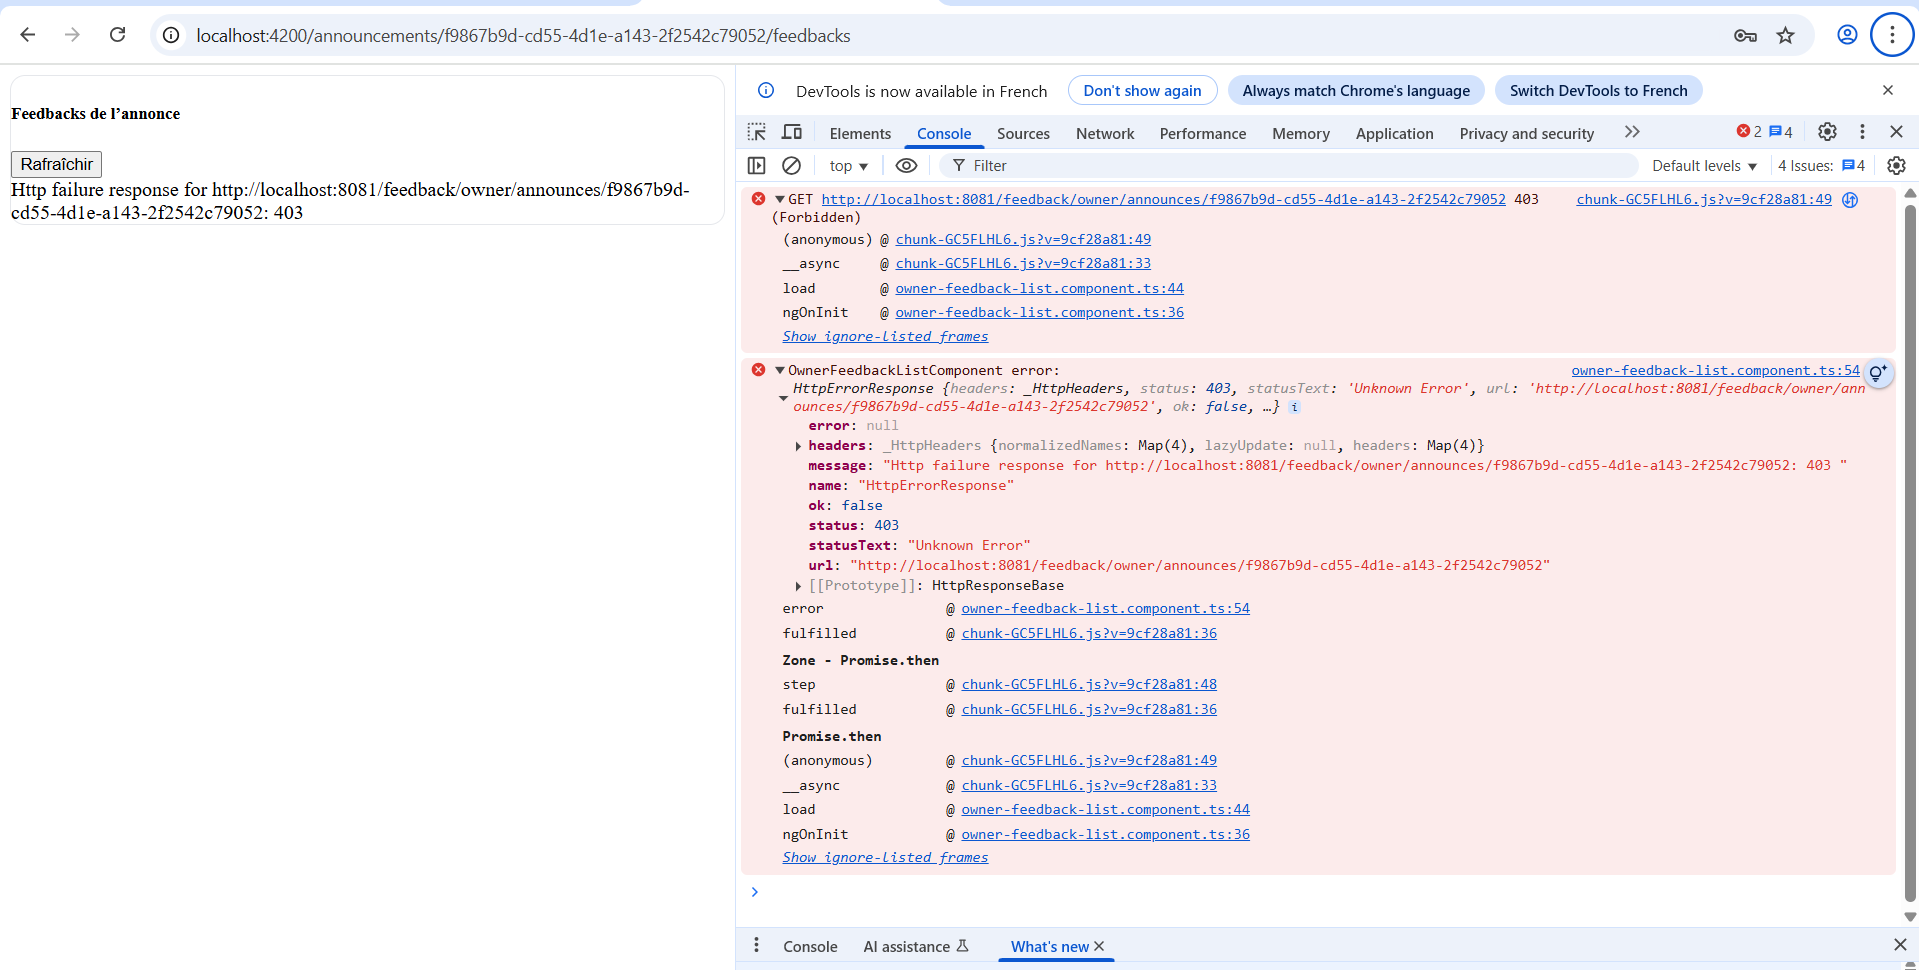 localhost:4200/announcements/f9867b9d-cd55-4d1e-a143-2f2542c79052/feedbacks
Feedbacks de l’annonce
Rafraîchir
Http failure response for http://localhost:8081/feedback/owner/announces/f9867b9d-
cd55-4d1e-a143-2f2542c79052: 403
DevTools is now available in French Don't show again Always match Chrome's language Switch DevTools to French
Elements Console Sources Network Performance Memory Application Privacy and security 2 4
top Filter Default levels 4 Issues: 4
GET http://localhost:8081/feedback/owner/announces/f9867b9d-cd55-4d1e-a143-2f2542c79052 403 chunk-GC5FLHL6.js?v=9cf28a81:49
(Forbidden)
(anonymous) @ chunk-GC5FLHL6.js?v=9cf28a81:49
__async @ chunk-GC5FLHL6.js?v=9cf28a81:33
load @ owner-feedback-list.component.ts:44
ngOnInit @ owner-feedback-list.component.ts:36
Show ignore-listed frames
OwnerFeedbackListComponent error: owner-feedback-list.component.ts:54
HttpErrorResponse {headers: _HttpHeaders, status: 403, statusText: 'Unknown Error', url: 'http://localhost:8081/feedback/owner/ann
ounces/f9867b9d-cd55-4d1e-a143-2f2542c79052', ok: false, …} i
error: null
headers: _HttpHeaders {normalizedNames: Map(4), lazyUpdate: null, headers: Map(4)}
message: "Http failure response for http://localhost:8081/feedback/owner/announces/f9867b9d-cd55-4d1e-a143-2f2542c79052: 403 "
name: "HttpErrorResponse"
ok: false
status: 403
statusText: "Unknown Error"
url: "http://localhost:8081/feedback/owner/announces/f9867b9d-cd55-4d1e-a143-2f2542c79052"
[[Prototype]]: HttpResponseBase
error @ owner-feedback-list.component.ts:54
fulfilled @ chunk-GC5FLHL6.js?v=9cf28a81:36
Zone - Promise.then
step @ chunk-GC5FLHL6.js?v=9cf28a81:48
fulfilled @ chunk-GC5FLHL6.js?v=9cf28a81:36
Promise.then
(anonymous) @ chunk-GC5FLHL6.js?v=9cf28a81:49
__async @ chunk-GC5FLHL6.js?v=9cf28a81:33
load @ owner-feedback-list.component.ts:44
ngOnInit @ owner-feedback-list.component.ts:36
Show ignore-listed frames
Console AI assistance What's new